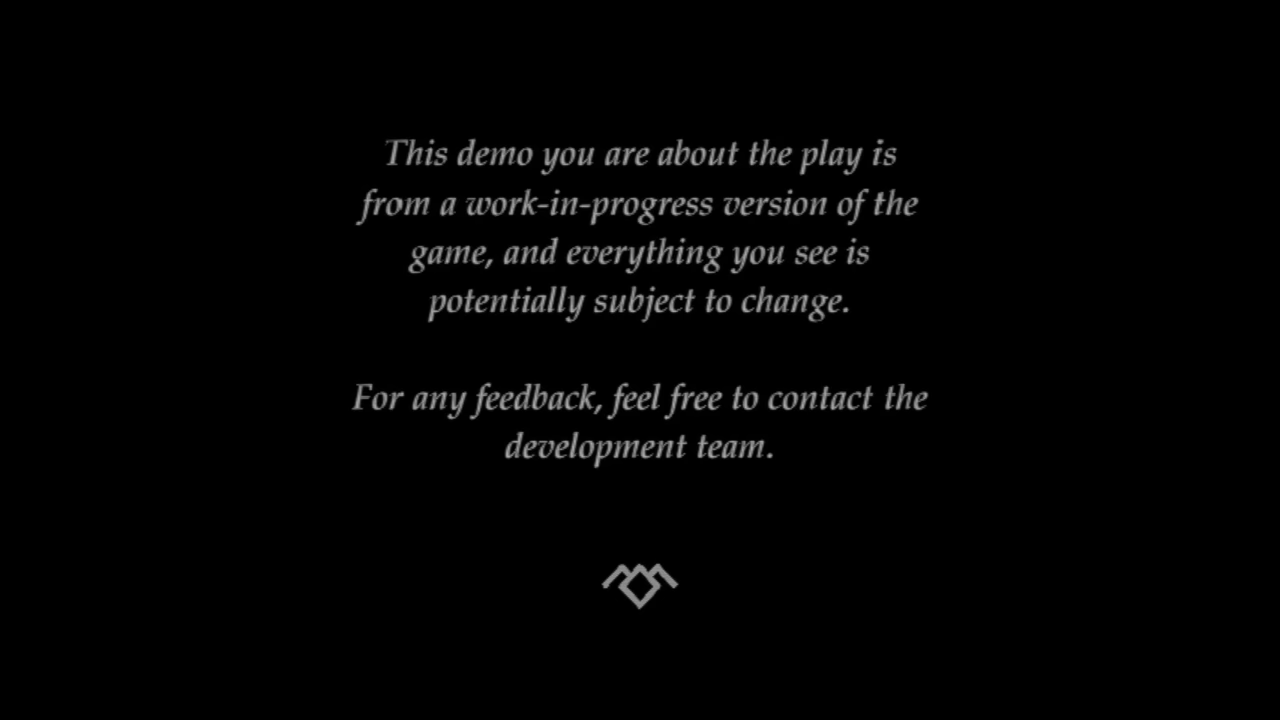 This demo you are about the play is
from a work-in-progress version of the
game, and everything you see is
potentially subject to change.
For any feedback, feel free to contact the
development team.